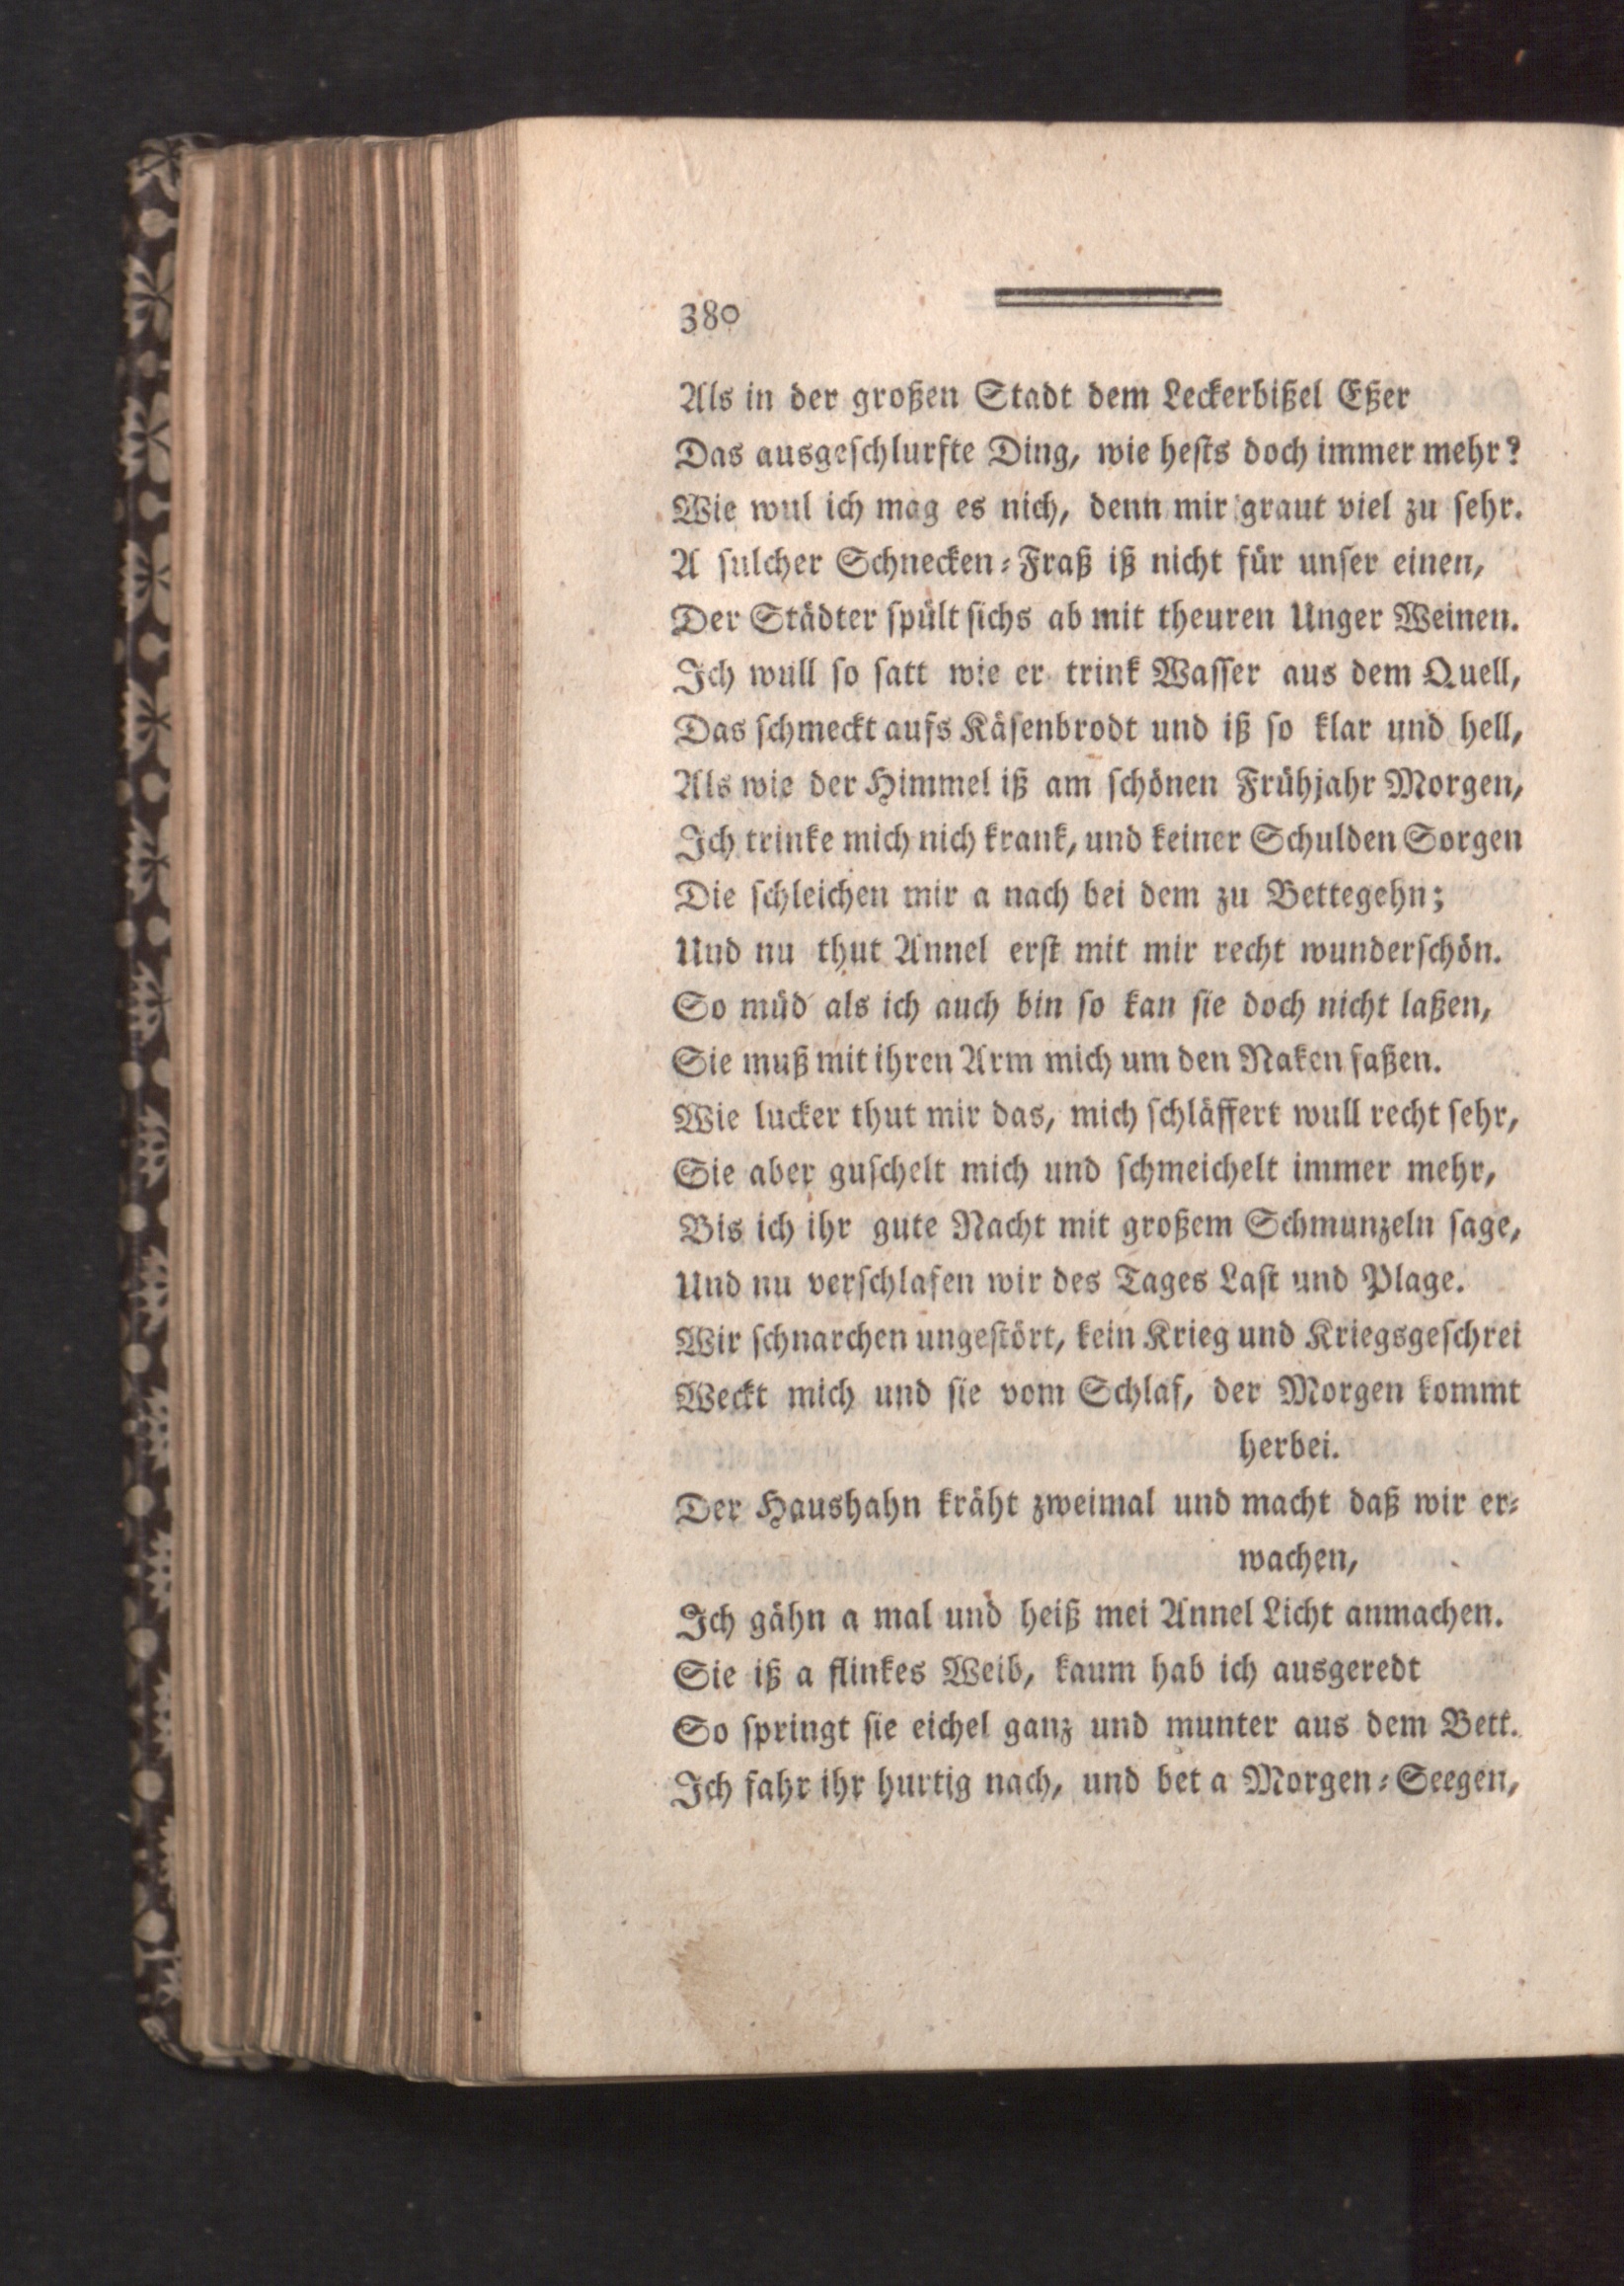 380
Als in der großen Stadt dem Leckerbißel Eßer
Das ausgeschlurfte Ding, wie hests doch immer mehr?
Wie wul ich mag es nich, denn mir graut viel zu sehr.
A sulcher Schnecken-Fraß iß nicht für unser einen,
Der Städter spült sichs ab mit theuren Unger Weinen.
Ich wull so satt wie er trink Wasser aus dem Quell,
Das schmeckt aufs Käsenbrodt und iß so klar und hell,
Als wie der Himmel iß am schönen Frühjahr Morgen,
Ich trinke mich nich krank, und keiner Schulden Sorgen
Die schleichen mir a nach bei dem zu Bettegehn;
Und nu thut Annel erst mit mir recht wunderschön.
So müd als ich auch bin so kan sie doch nicht laßen,
Sie muß mit ihren Arm mich um den Naken faßen.
Wie lucker thut mir das, mich schläffert wull recht sehr,
Sie aber guschelt mich und schmeichelt immer mehr,
Bis ich ihr gute Nacht mit großem Schmunzeln sage,
Und nu verschlafen wir des Tages Last und Plage.
Wir schnarchen ungestört, kein Krieg und Kriegsgeschrei
Weckt mich und sie vom Schlaf, der Morgen kommt
herbei.
Der Haushahn kräht zweimal und macht daß wir er-
wachen,
Ich gähn a mal und heiß mei Annel Licht anmachen.
Sie iß a flinkes Weib, kaum hab ich ausgeredt
So springt sie eichel ganz und munter aus dem Bett.
Ich fahr ihr hurtig nach, und bet a Morgen-Seegen,